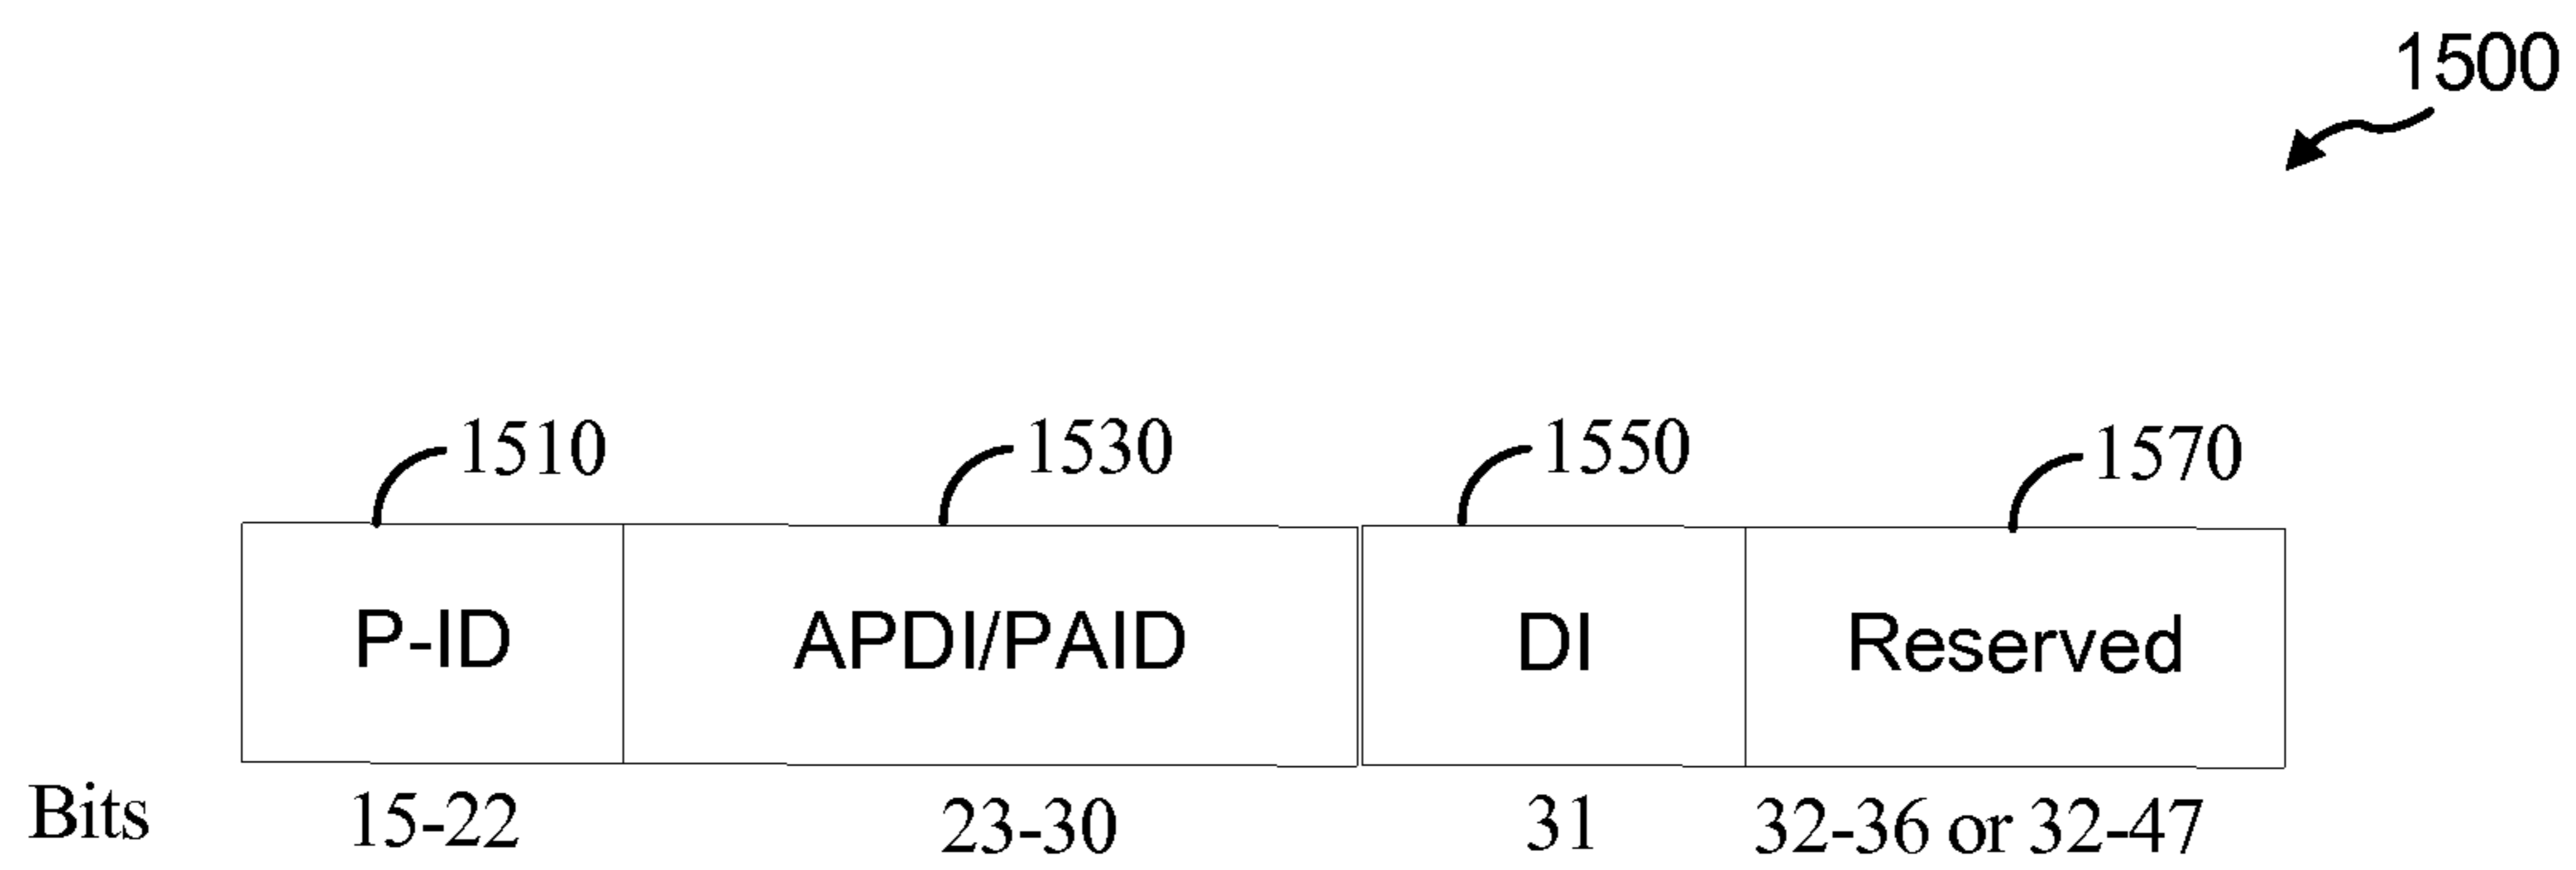 1500
1510 1530 1550 1570
P-ID APDI/PAID DI Reserved
Bits 15-22 23-30 31 32-36 or 32-47